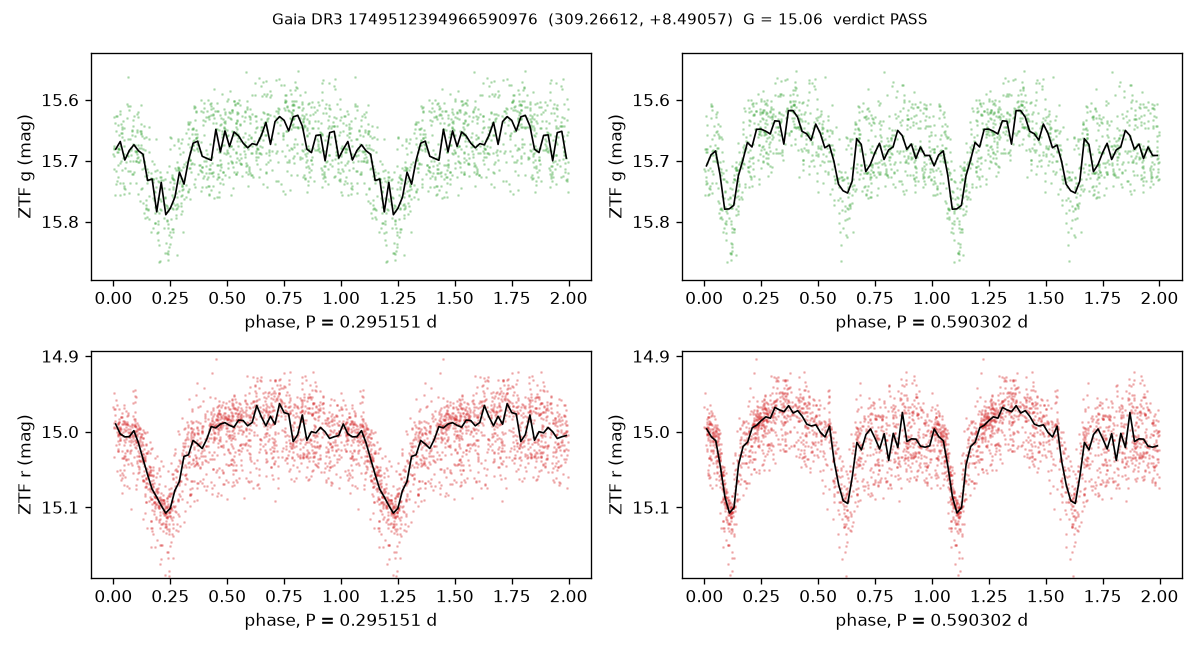 Gaia DR3 1749512394966590976 (309.26612, +8.49057) G = 15.06 verdict PASS
ZTF g (mag)
15.6
15.7
15.8
0.00 0.25 0.50 0.75 1.00 1.25 1.50 1.75 2.00
phase, P = 0.295151 d
ZTF g (mag)
15.6
15.7
15.8
0.00 0.25 0.50 0.75 1.00 1.25 1.50 1.75 2.00
phase, P = 0.590302 d
ZTF r (mag)
14.9
15.0
15.1
0.00 0.25 0.50 0.75 1.00 1.25 1.50 1.75 2.00
phase, P = 0.295151 d
ZTF r (mag)
14.9
15.0
15.1
0.00 0.25 0.50 0.75 1.00 1.25 1.50 1.75 2.00
phase, P = 0.590302 d